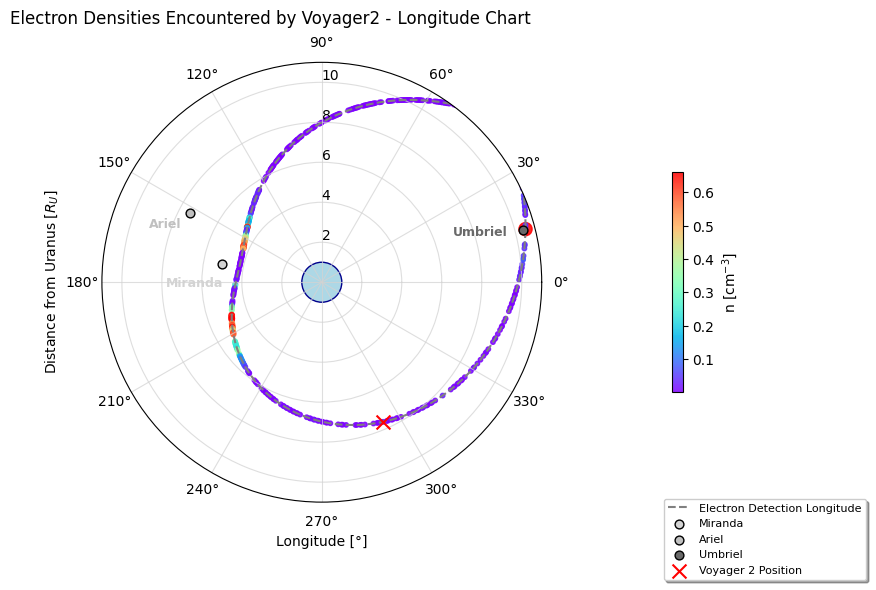 Electron Densities Encountered by Voyager2 - Longitude Chart
90°
120°
60°
10
8
150°
30°
6
4
Ariel
Umbriel
2
Miranda
180°
0°
Distance from Uranus [R_U]
210°
330°
240°
300°
270°
Longitude [°]
0.6
0.5
0.4
0.3
0.2
0.1
n [cm⁻³]
Electron Detection Longitude
Miranda
Ariel
Umbriel
Voyager 2 Position